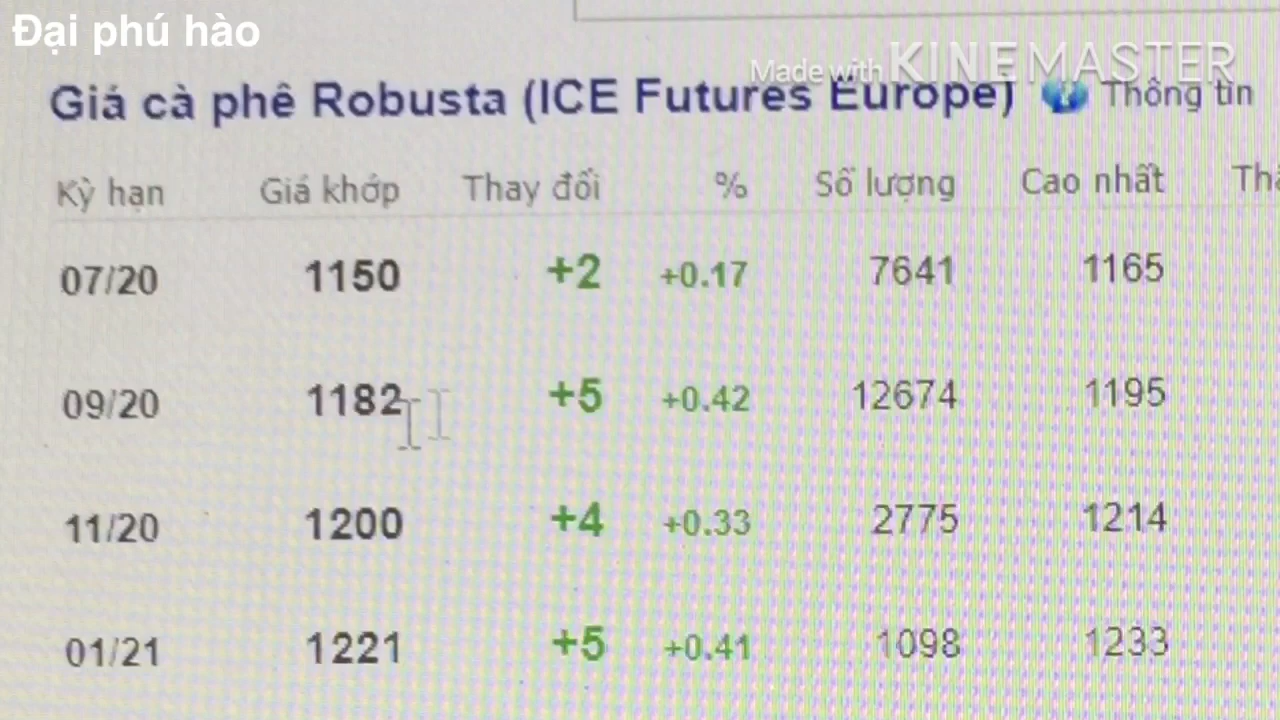 Đại phú hào
Made with KINEMASTER
Giá cà phê Robusta (ICE Futures Europe) Thông tin
Kỳ hạn Giá khớp Thay đổi % Số lượng Cao nhất
07/20 1150 +2 +0.17 7641 1165
09/20 1182 +5 +0.42 12674 1195
11/20 1200 +4 +0.33 2775 1214
01/21 1221 +5 +0.41 1098 1233